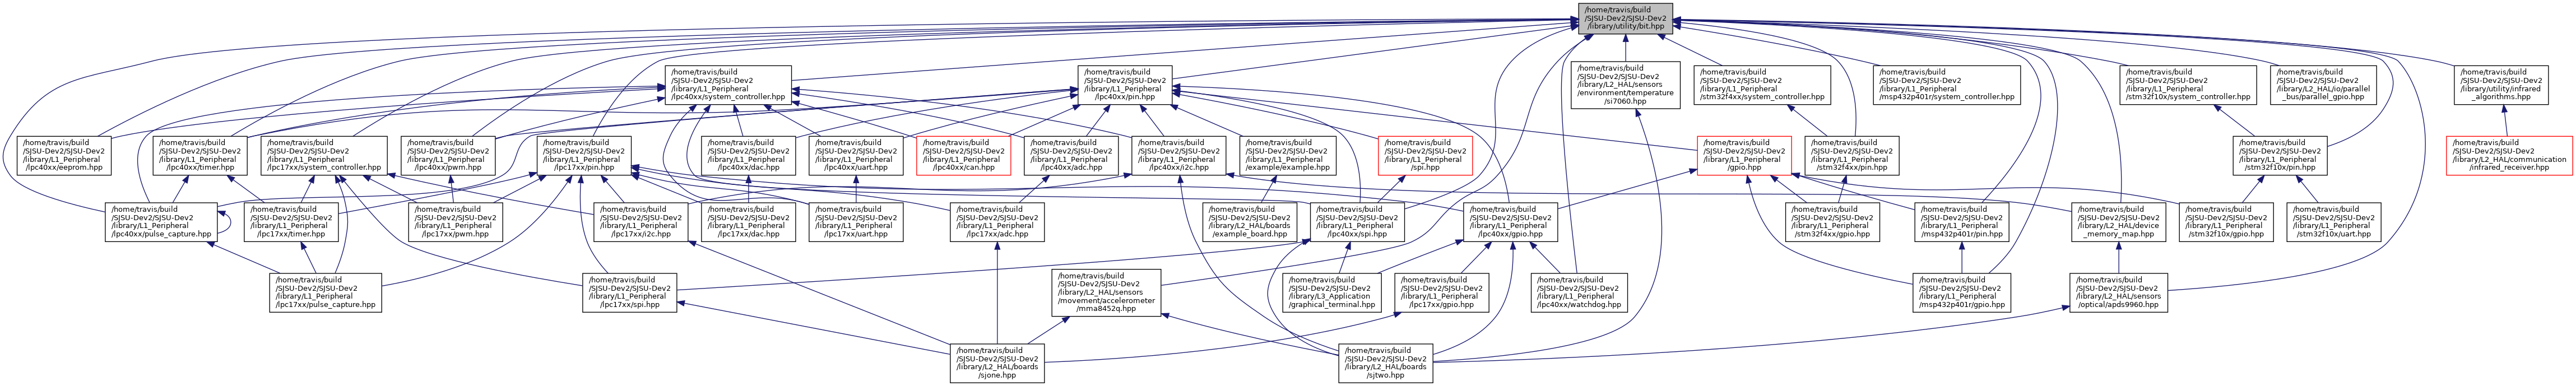 /home/travis/build
/SJSU-Dev2/SJSU-Dev2
/library/utility/bit.hpp
/home/travis/build
/SJSU-Dev2/SJSU-Dev2
/library/L1_Peripheral
/lpc40xx/system_controller.hpp
/home/travis/build
/SJSU-Dev2/SJSU-Dev2
/library/L1_Peripheral
/lpc40xx/pin.hpp
/home/travis/build
/SJSU-Dev2/SJSU-Dev2
/library/L2_HAL/sensors
/environment/temperature
/si7060.hpp
/home/travis/build
/SJSU-Dev2/SJSU-Dev2
/library/L1_Peripheral
/stm32f4xx/system_controller.hpp
/home/travis/build
/SJSU-Dev2/SJSU-Dev2
/library/L1_Peripheral
/msp432p401r/system_controller.hpp
/home/travis/build
/SJSU-Dev2/SJSU-Dev2
/library/L1_Peripheral
/stm32f10x/system_controller.hpp
/home/travis/build
/SJSU-Dev2/SJSU-Dev2
/library/L2_HAL/io/parallel
_bus/parallel_gpio.hpp
/home/travis/build
/SJSU-Dev2/SJSU-Dev2
/library/utility/infrared
_algorithms.hpp
/home/travis/build
/SJSU-Dev2/SJSU-Dev2
/library/L1_Peripheral
/lpc40xx/eeprom.hpp
/home/travis/build
/SJSU-Dev2/SJSU-Dev2
/library/L1_Peripheral
/lpc40xx/timer.hpp
/home/travis/build
/SJSU-Dev2/SJSU-Dev2
/library/L1_Peripheral
/lpc17xx/system_controller.hpp
/home/travis/build
/SJSU-Dev2/SJSU-Dev2
/library/L1_Peripheral
/lpc40xx/pwm.hpp
/home/travis/build
/SJSU-Dev2/SJSU-Dev2
/library/L1_Peripheral
/lpc17xx/pin.hpp
/home/travis/build
/SJSU-Dev2/SJSU-Dev2
/library/L1_Peripheral
/lpc40xx/dac.hpp
/home/travis/build
/SJSU-Dev2/SJSU-Dev2
/library/L1_Peripheral
/lpc40xx/uart.hpp
/home/travis/build
/SJSU-Dev2/SJSU-Dev2
/library/L1_Peripheral
/lpc40xx/can.hpp
/home/travis/build
/SJSU-Dev2/SJSU-Dev2
/library/L1_Peripheral
/lpc40xx/adc.hpp
/home/travis/build
/SJSU-Dev2/SJSU-Dev2
/library/L1_Peripheral
/lpc40xx/i2c.hpp
/home/travis/build
/SJSU-Dev2/SJSU-Dev2
/library/L1_Peripheral
/example/example.hpp
/home/travis/build
/SJSU-Dev2/SJSU-Dev2
/library/L1_Peripheral
/spi.hpp
/home/travis/build
/SJSU-Dev2/SJSU-Dev2
/library/L1_Peripheral
/gpio.hpp
/home/travis/build
/SJSU-Dev2/SJSU-Dev2
/library/L1_Peripheral
/stm32f4xx/pin.hpp
/home/travis/build
/SJSU-Dev2/SJSU-Dev2
/library/L1_Peripheral
/stm32f10x/pin.hpp
/home/travis/build
/SJSU-Dev2/SJSU-Dev2
/library/L2_HAL/communication
/infrared_receiver.hpp
/home/travis/build
/SJSU-Dev2/SJSU-Dev2
/library/L1_Peripheral
/lpc40xx/pulse_capture.hpp
/home/travis/build
/SJSU-Dev2/SJSU-Dev2
/library/L1_Peripheral
/lpc17xx/timer.hpp
/home/travis/build
/SJSU-Dev2/SJSU-Dev2
/library/L1_Peripheral
/lpc17xx/pwm.hpp
/home/travis/build
/SJSU-Dev2/SJSU-Dev2
/library/L1_Peripheral
/lpc17xx/i2c.hpp
/home/travis/build
/SJSU-Dev2/SJSU-Dev2
/library/L1_Peripheral
/lpc17xx/dac.hpp
/home/travis/build
/SJSU-Dev2/SJSU-Dev2
/library/L1_Peripheral
/lpc17xx/uart.hpp
/home/travis/build
/SJSU-Dev2/SJSU-Dev2
/library/L1_Peripheral
/lpc17xx/adc.hpp
/home/travis/build
/SJSU-Dev2/SJSU-Dev2
/library/L2_HAL/boards
/example_board.hpp
/home/travis/build
/SJSU-Dev2/SJSU-Dev2
/library/L1_Peripheral
/lpc40xx/spi.hpp
/home/travis/build
/SJSU-Dev2/SJSU-Dev2
/library/L1_Peripheral
/lpc40xx/gpio.hpp
/home/travis/build
/SJSU-Dev2/SJSU-Dev2
/library/L1_Peripheral
/stm32f4xx/gpio.hpp
/home/travis/build
/SJSU-Dev2/SJSU-Dev2
/library/L1_Peripheral
/msp432p401r/pin.hpp
/home/travis/build
/SJSU-Dev2/SJSU-Dev2
/library/L2_HAL/device
_memory_map.hpp
/home/travis/build
/SJSU-Dev2/SJSU-Dev2
/library/L1_Peripheral
/stm32f10x/gpio.hpp
/home/travis/build
/SJSU-Dev2/SJSU-Dev2
/library/L1_Peripheral
/stm32f10x/uart.hpp
/home/travis/build
/SJSU-Dev2/SJSU-Dev2
/library/L1_Peripheral
/lpc17xx/pulse_capture.hpp
/home/travis/build
/SJSU-Dev2/SJSU-Dev2
/library/L1_Peripheral
/lpc17xx/spi.hpp
/home/travis/build
/SJSU-Dev2/SJSU-Dev2
/library/L2_HAL/sensors
/movement/accelerometer
/mma8452q.hpp
/home/travis/build
/SJSU-Dev2/SJSU-Dev2
/library/L3_Application
/graphical_terminal.hpp
/home/travis/build
/SJSU-Dev2/SJSU-Dev2
/library/L1_Peripheral
/lpc17xx/gpio.hpp
/home/travis/build
/SJSU-Dev2/SJSU-Dev2
/library/L1_Peripheral
/lpc40xx/watchdog.hpp
/home/travis/build
/SJSU-Dev2/SJSU-Dev2
/library/L1_Peripheral
/msp432p401r/gpio.hpp
/home/travis/build
/SJSU-Dev2/SJSU-Dev2
/library/L2_HAL/sensors
/optical/apds9960.hpp
/home/travis/build
/SJSU-Dev2/SJSU-Dev2
/library/L2_HAL/boards
/sjone.hpp
/home/travis/build
/SJSU-Dev2/SJSU-Dev2
/library/L2_HAL/boards
/sjtwo.hpp